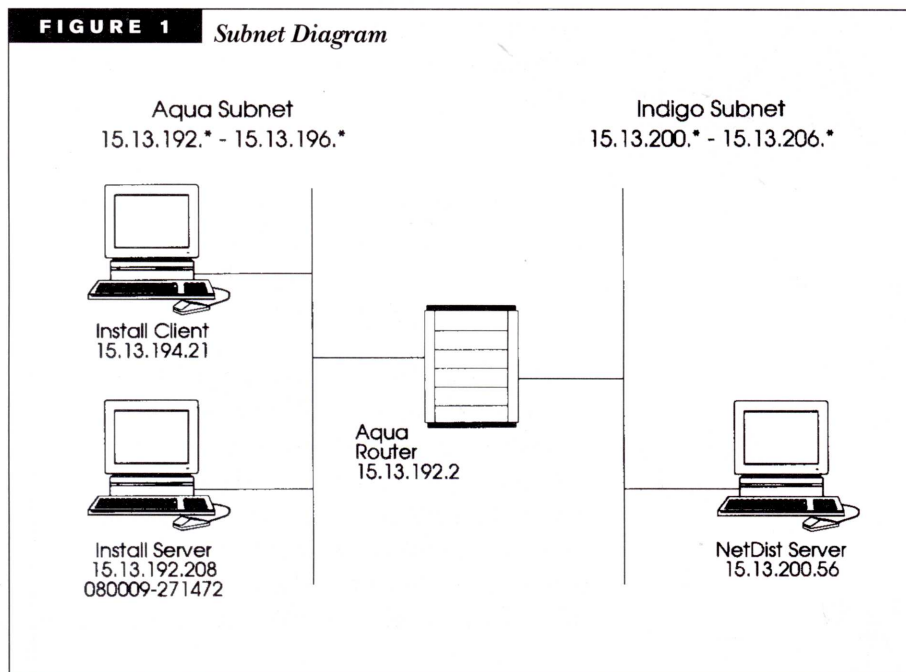 FIGURE 1
Subnet Diagram
Aqua Subnet
15.13.192.* - 15.13.196.*
Indigo Subnet
15.13.200.* - 15.13.206.*
Install Client
15.13.194.21
Aqua
Router
15.13.192.2
Install Server
15.13.192.208
080009-271472
NetDist Server
15.13.200.56